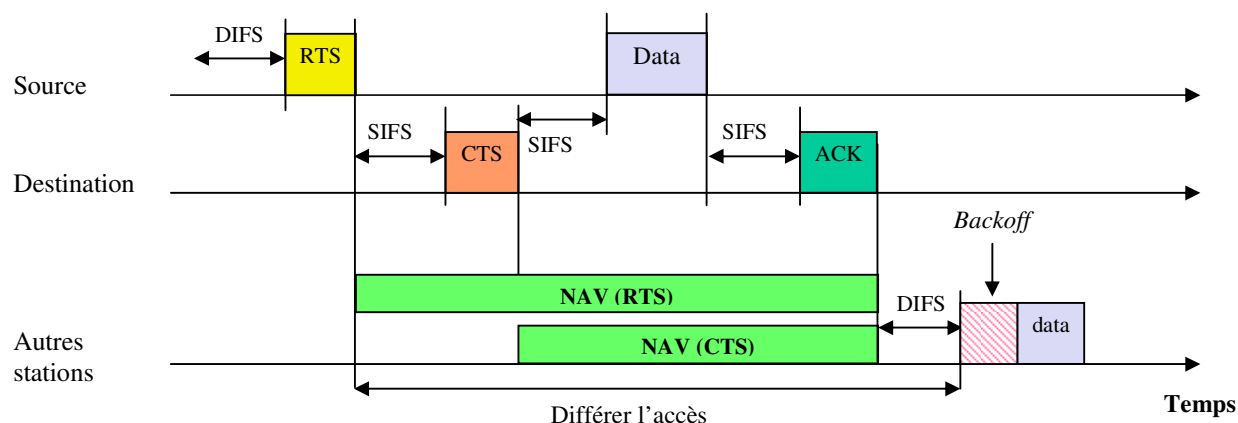 DIFS
RTS
Data
Source
SIFS
CTS
SIFS
SIFS
ACK
Destination
Backoff
NAV (RTS)
DIFS
NAV (CTS)
data
Autres
stations
Différer l'accès
Temps